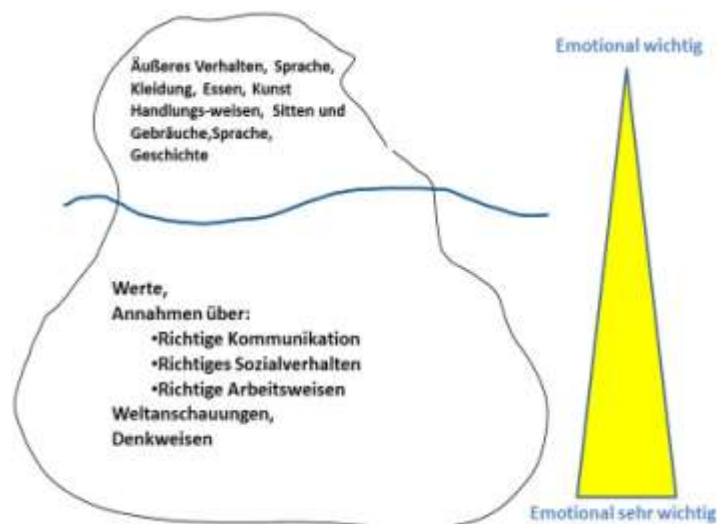 Emotional wichtig
Äußeres Verhalten, Sprache,
Kleidung, Essen, Kunst
Handlungs-weisen, Sitten und
Gebräuche,Sprache,
Geschichte
Werte,
Annahmen über:
•Richtige Kommunikation
•Richtiges Sozialverhalten
•Richtige Arbeitsweisen
Weltanschauungen,
Denkweisen
Emotional sehr wichtig